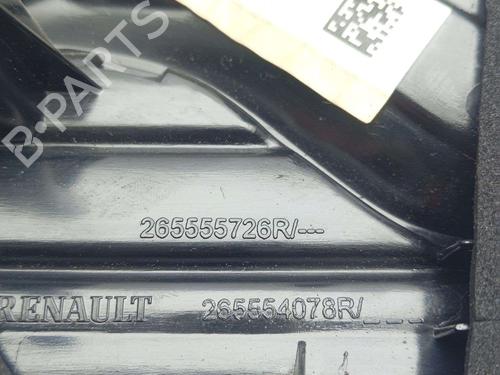 B-PARTS
265555726R/---
RENAULT 265554078R/_ _ _ _